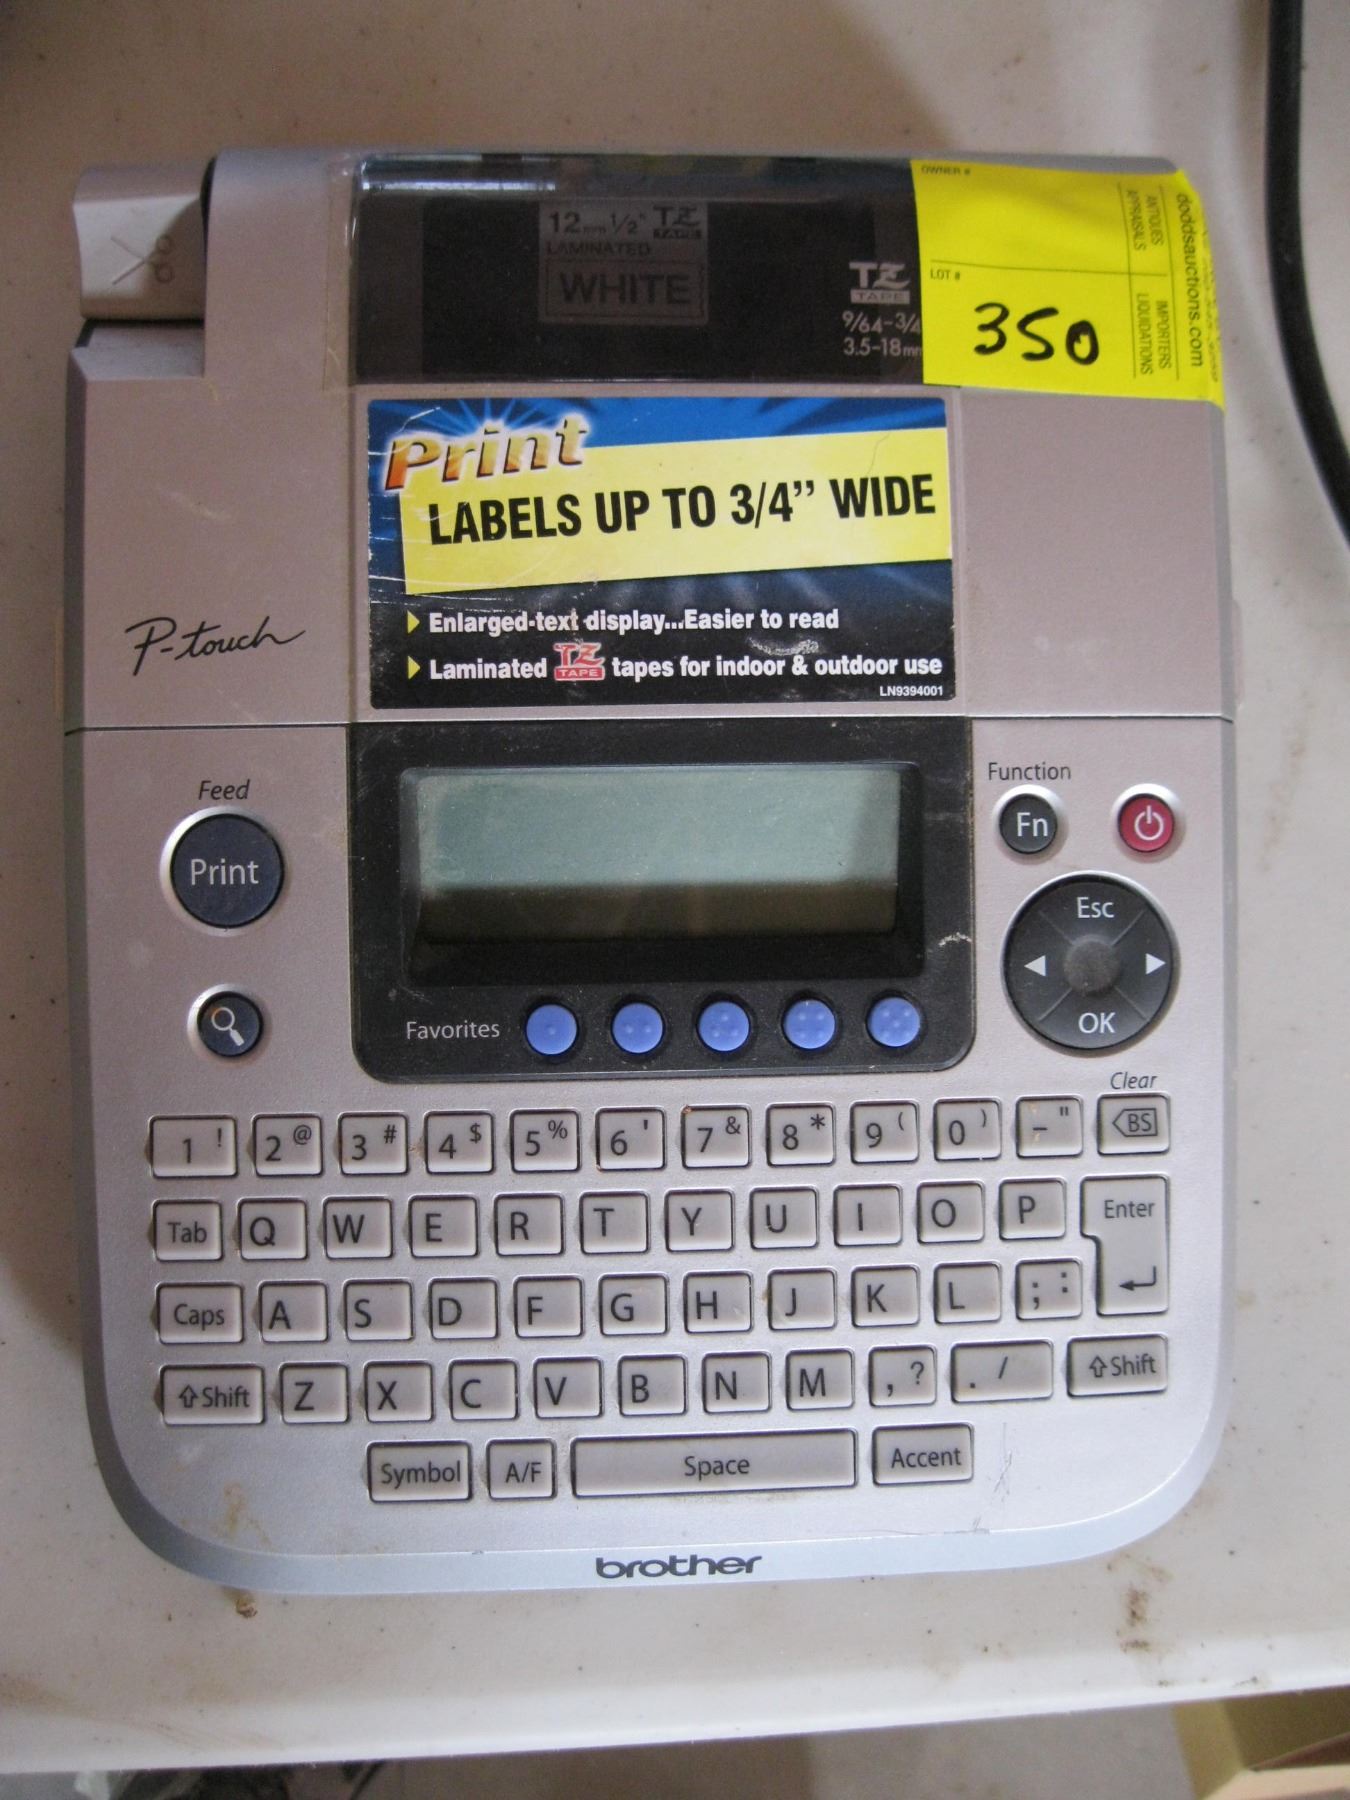 12mm 1/2" TZ TAPE
LAMINATED
WHITE
TZ TAPE
9/64-3/4
3.5-18mm
OWNER #
LOT #
350
ANTIQUES
APPRAISALS
IMPORTERS
LIQUIDATIONS
doddsauctions.com
Print
LABELS UP TO 3/4” WIDE
Enlarged-text display...Easier to read
Laminated TZ TAPE tapes for indoor & outdoor use
LN9394001
P-touch
Feed
Print
Function
Fn
Esc
OK
Favorites
Clear
1 ! 2 @ 3 # 4 $ 5 % 6 ' 7 & 8 * 9 ( 0 ) - " BS
Tab Q W E R T Y U I O P Enter
Caps A S D F G H J K L ; :
Shift Z X C V B N M , ? . / Shift
Symbol A/F Space Accent
brother